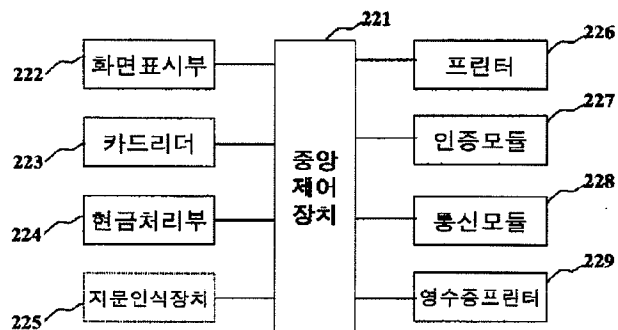 221
222
화면표시부
223
카드리더
224
현금처리부
225
지문인식장치
중앙
제어
장치
226
프린터
227
인증모듈
228
통신모듈
229
영수증프린터